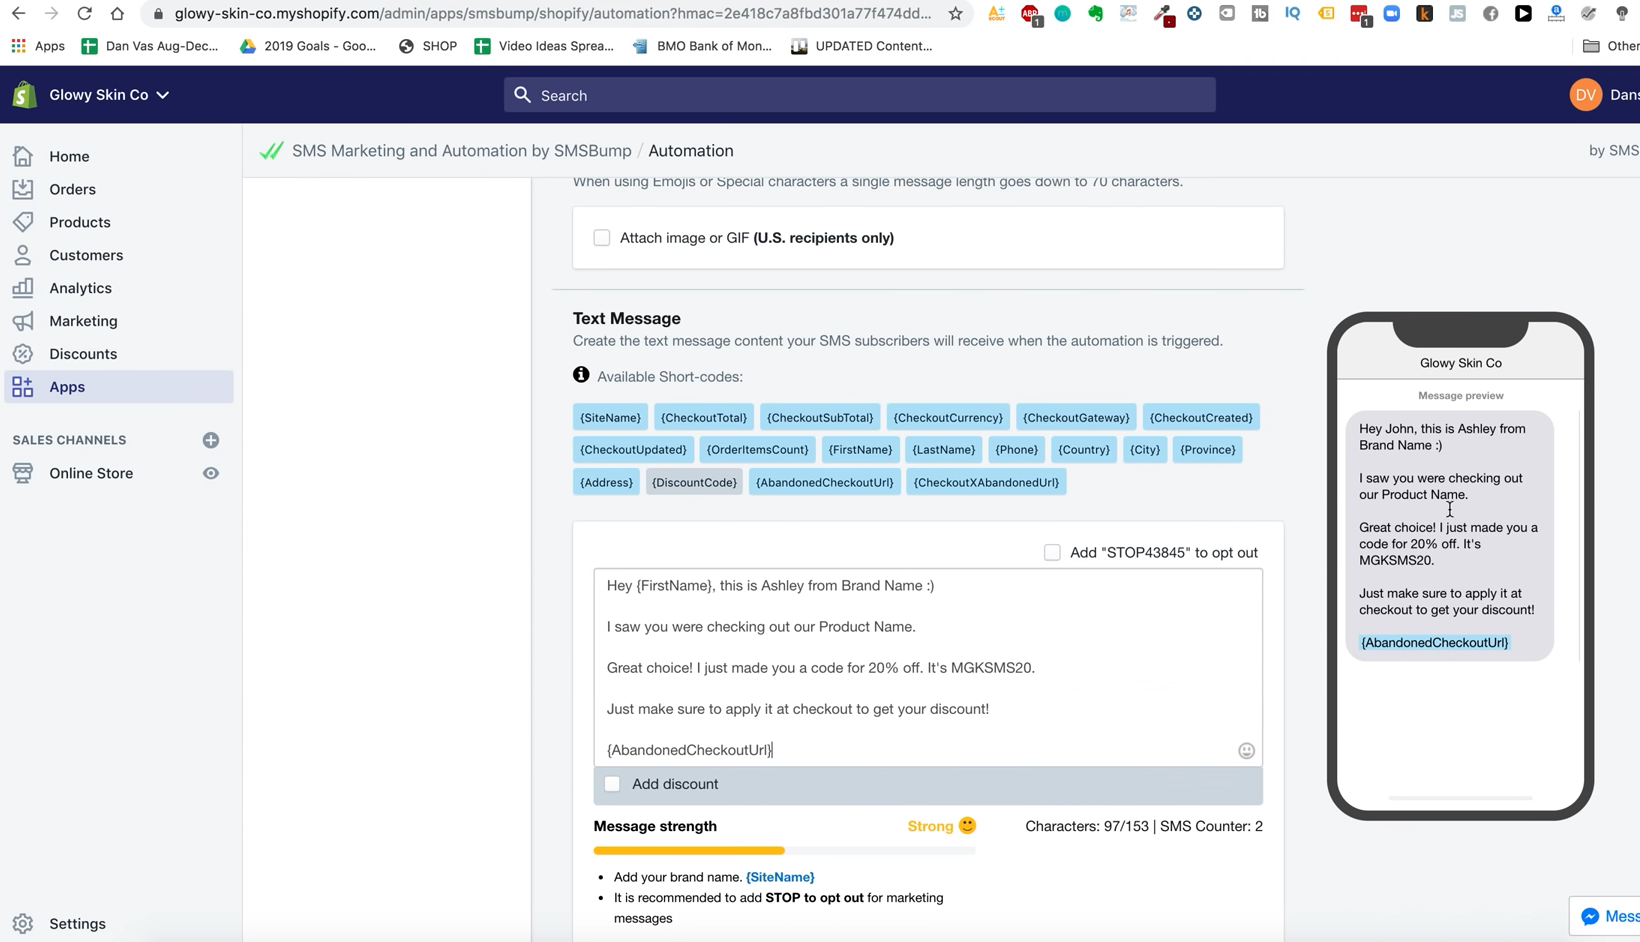 glowy-skin-co.myshopify.com/admin/apps/smsbump/shopify/automation?hmac=2e418c7a8fbd301a77f474dd...
Apps
Dan Vas Aug-Dec...
2019 Goals - Goo...
SHOP
Video Ideas Sprea...
BMO Bank of Mon...
UPDATED Content...
Other
Glowy Skin Co
Search
DV
Dans
Home
Orders
Products
Customers
Analytics
Marketing
Discounts
Apps
SALES CHANNELS
Online Store
Settings
SMS Marketing and Automation by SMSBump / Automation
by SMS
When using Emojis or Special characters a single message length goes down to 70 characters.
Attach image or GIF (U.S. recipients only)
Text Message
Create the text message content your SMS subscribers will receive when the automation is triggered.
Available Short-codes:
{SiteName} {CheckoutTotal} {CheckoutSubTotal} {CheckoutCurrency} {CheckoutGateway} {CheckoutCreated}
{CheckoutUpdated} {OrderItemsCount} {FirstName} {LastName} {Phone} {Country} {City} {Province}
{Address} {DiscountCode} {AbandonedCheckoutUrl} {CheckoutXAbandonedUrl}
Add "STOP43845" to opt out
Hey {FirstName}, this is Ashley from Brand Name :)
I saw you were checking out our Product Name.
Great choice! I just made you a code for 20% off. It's MGKSMS20.
Just make sure to apply it at checkout to get your discount!
{AbandonedCheckoutUrl}
Add discount
Message strength
Strong
Characters: 97/153 | SMS Counter: 2
Add your brand name. {SiteName}
It is recommended to add STOP to opt out for marketing
messages
Glowy Skin Co
Message preview
Hey John, this is Ashley from
Brand Name :)
I saw you were checking out
our Product Name.
Great choice! I just made you a
code for 20% off. It's
MGKSMS20.
Just make sure to apply it at
checkout to get your discount!
{AbandonedCheckoutUrl}
Mess